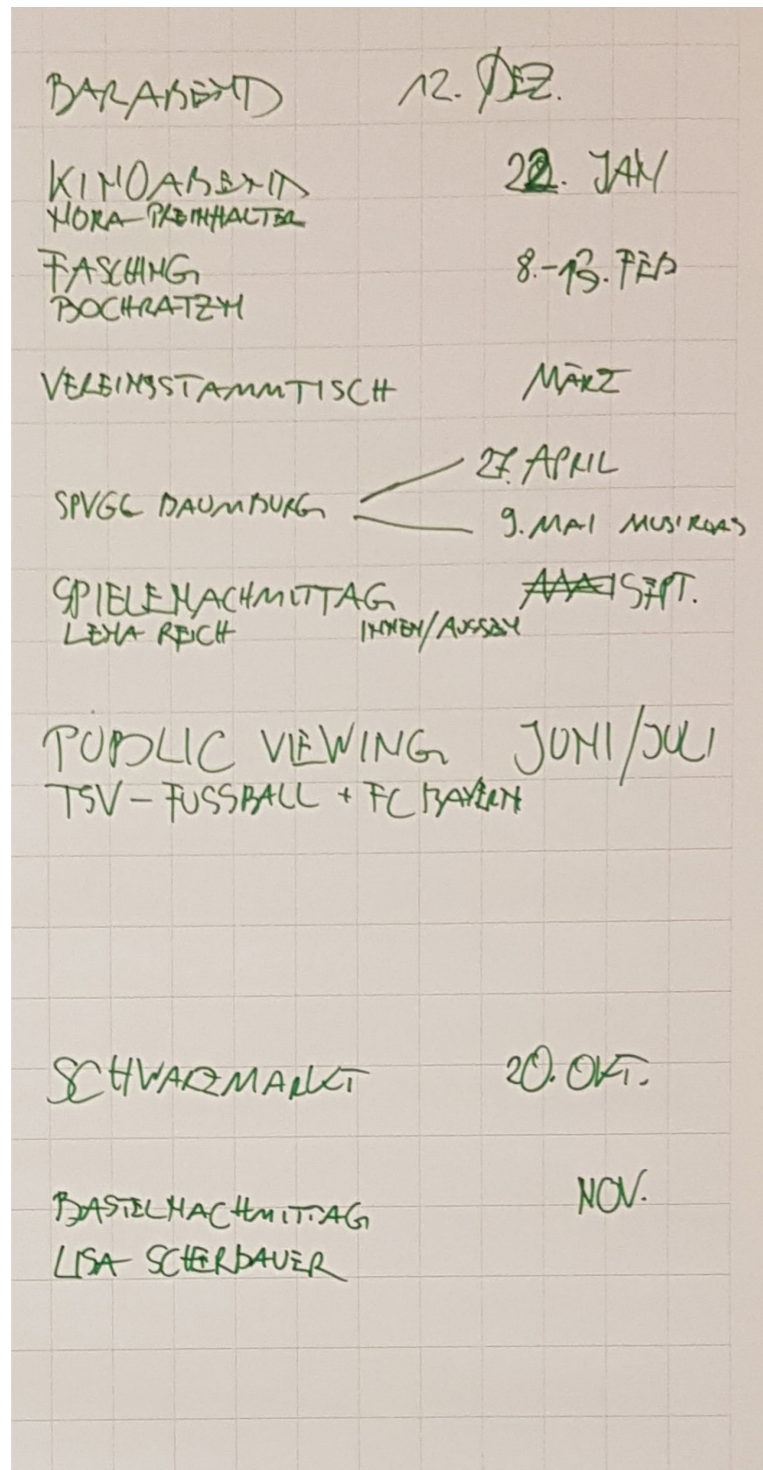 BARABEND 12. DEZ.
KINOABEND 22. JAN
NORA PREINHALTER
FASCHING 8.-13. FEB
BOCHRATZN
VEREINSSTAMMTISCH MÄRZ
27. APRIL
SPVGG BAUMBURG
9. MAI
SPIELENACHMITTAG SEPT.
LENA REICH INNEN/AUSSEN
PUBLIC VIEWING JUNI/JULI
TSV - FUSSBALL + FC BAYERN
SCHWARZMARKT 20. OKT.
BASTELNACHMITTAG NOV.
LISA SCHERBAUER